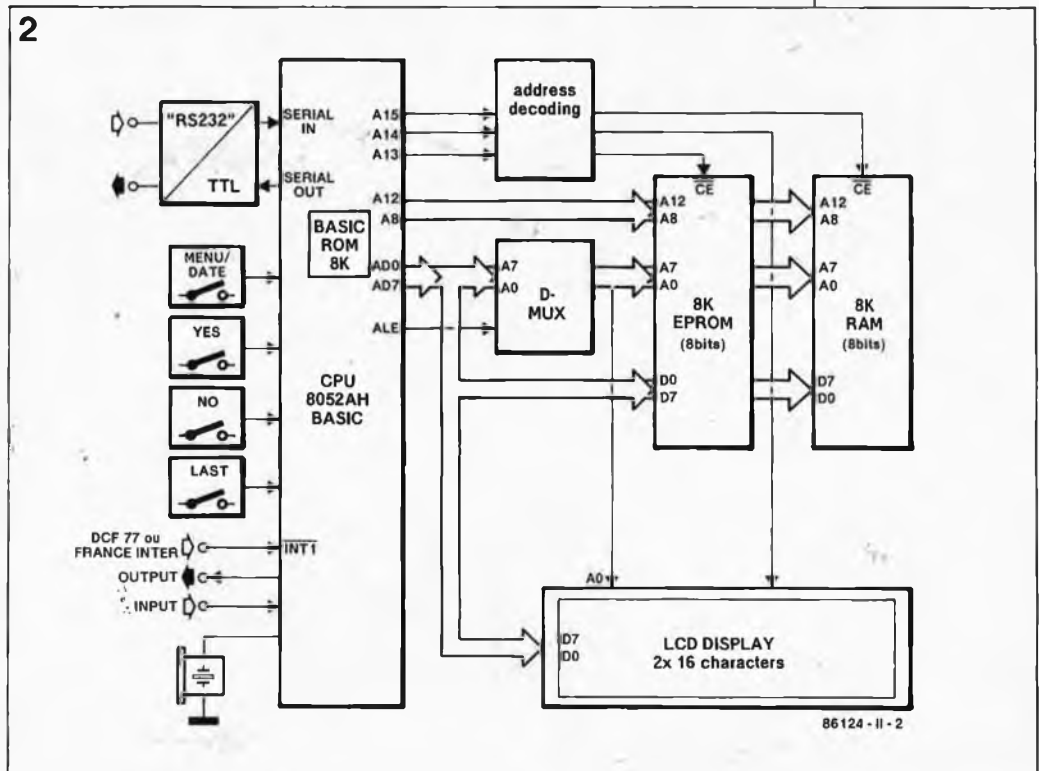 2
"RS232"
TTL
SERIAL
IN
SERIAL
OUT
MENU/
DATE
YES
NO
LAST
DCF 77 ou
FRANCE INTER
OUTPUT
INPUT
INT1
BASIC
ROM
8K
CPU
8052AH
BASIC
A15
A14
A13
A12
A8
AD0
AD7
ALE
address
decoding
A7
A0
D-
MUX
CE
A12
A8
A7
A0
8K
EPROM
(8bits)
D0
D7
CE
A12
A8
A7
A0
8K
RAM
(8bits)
D7
D0
A0
D7
D0
LCD DISPLAY
2x 16 characters
86124 - II - 2